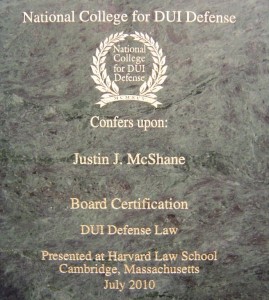 National College for DUI Defense
National
College
for DUI
Defense
Confers upon:
Justin J. McShane
Board Certification
DUI Defense Law
Presented at Harvard Law School
Cambridge, Massachusetts
July 2010